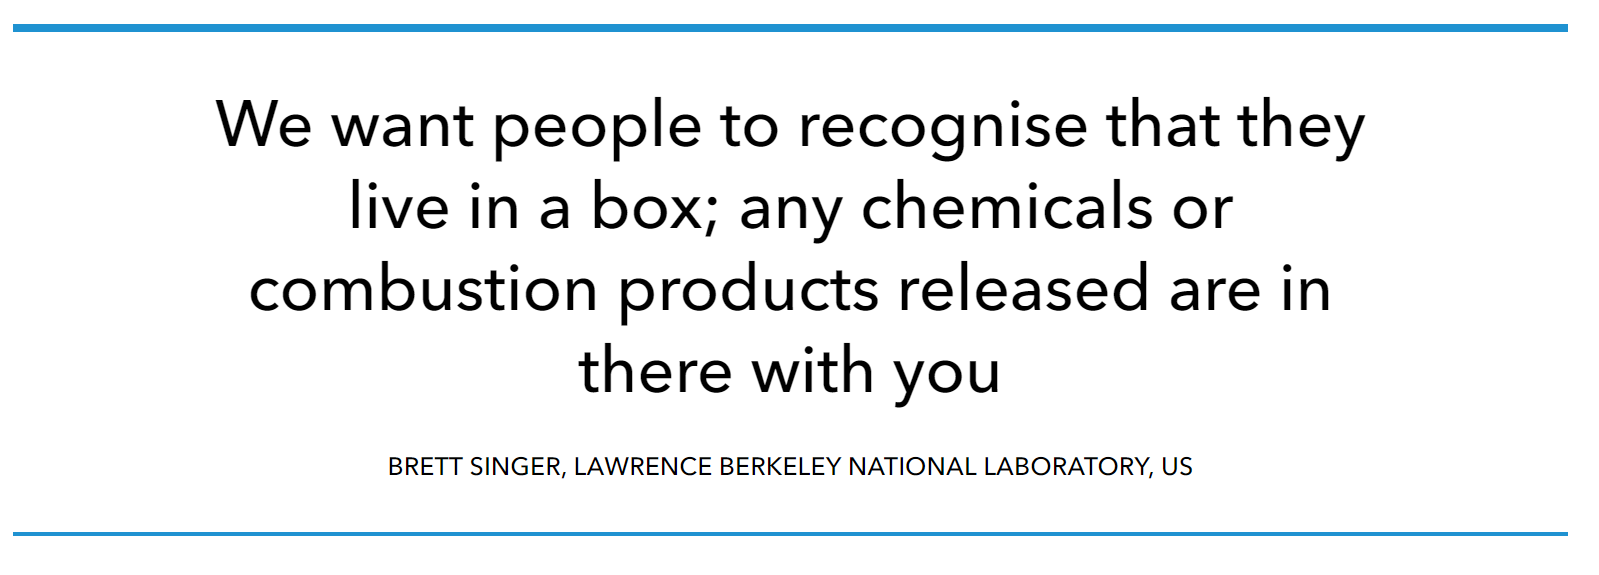 We want people to recognise that they
live in a box; any chemicals or
combustion products released are in
there with you
BRETT SINGER, LAWRENCE BERKELEY NATIONAL LABORATORY, US